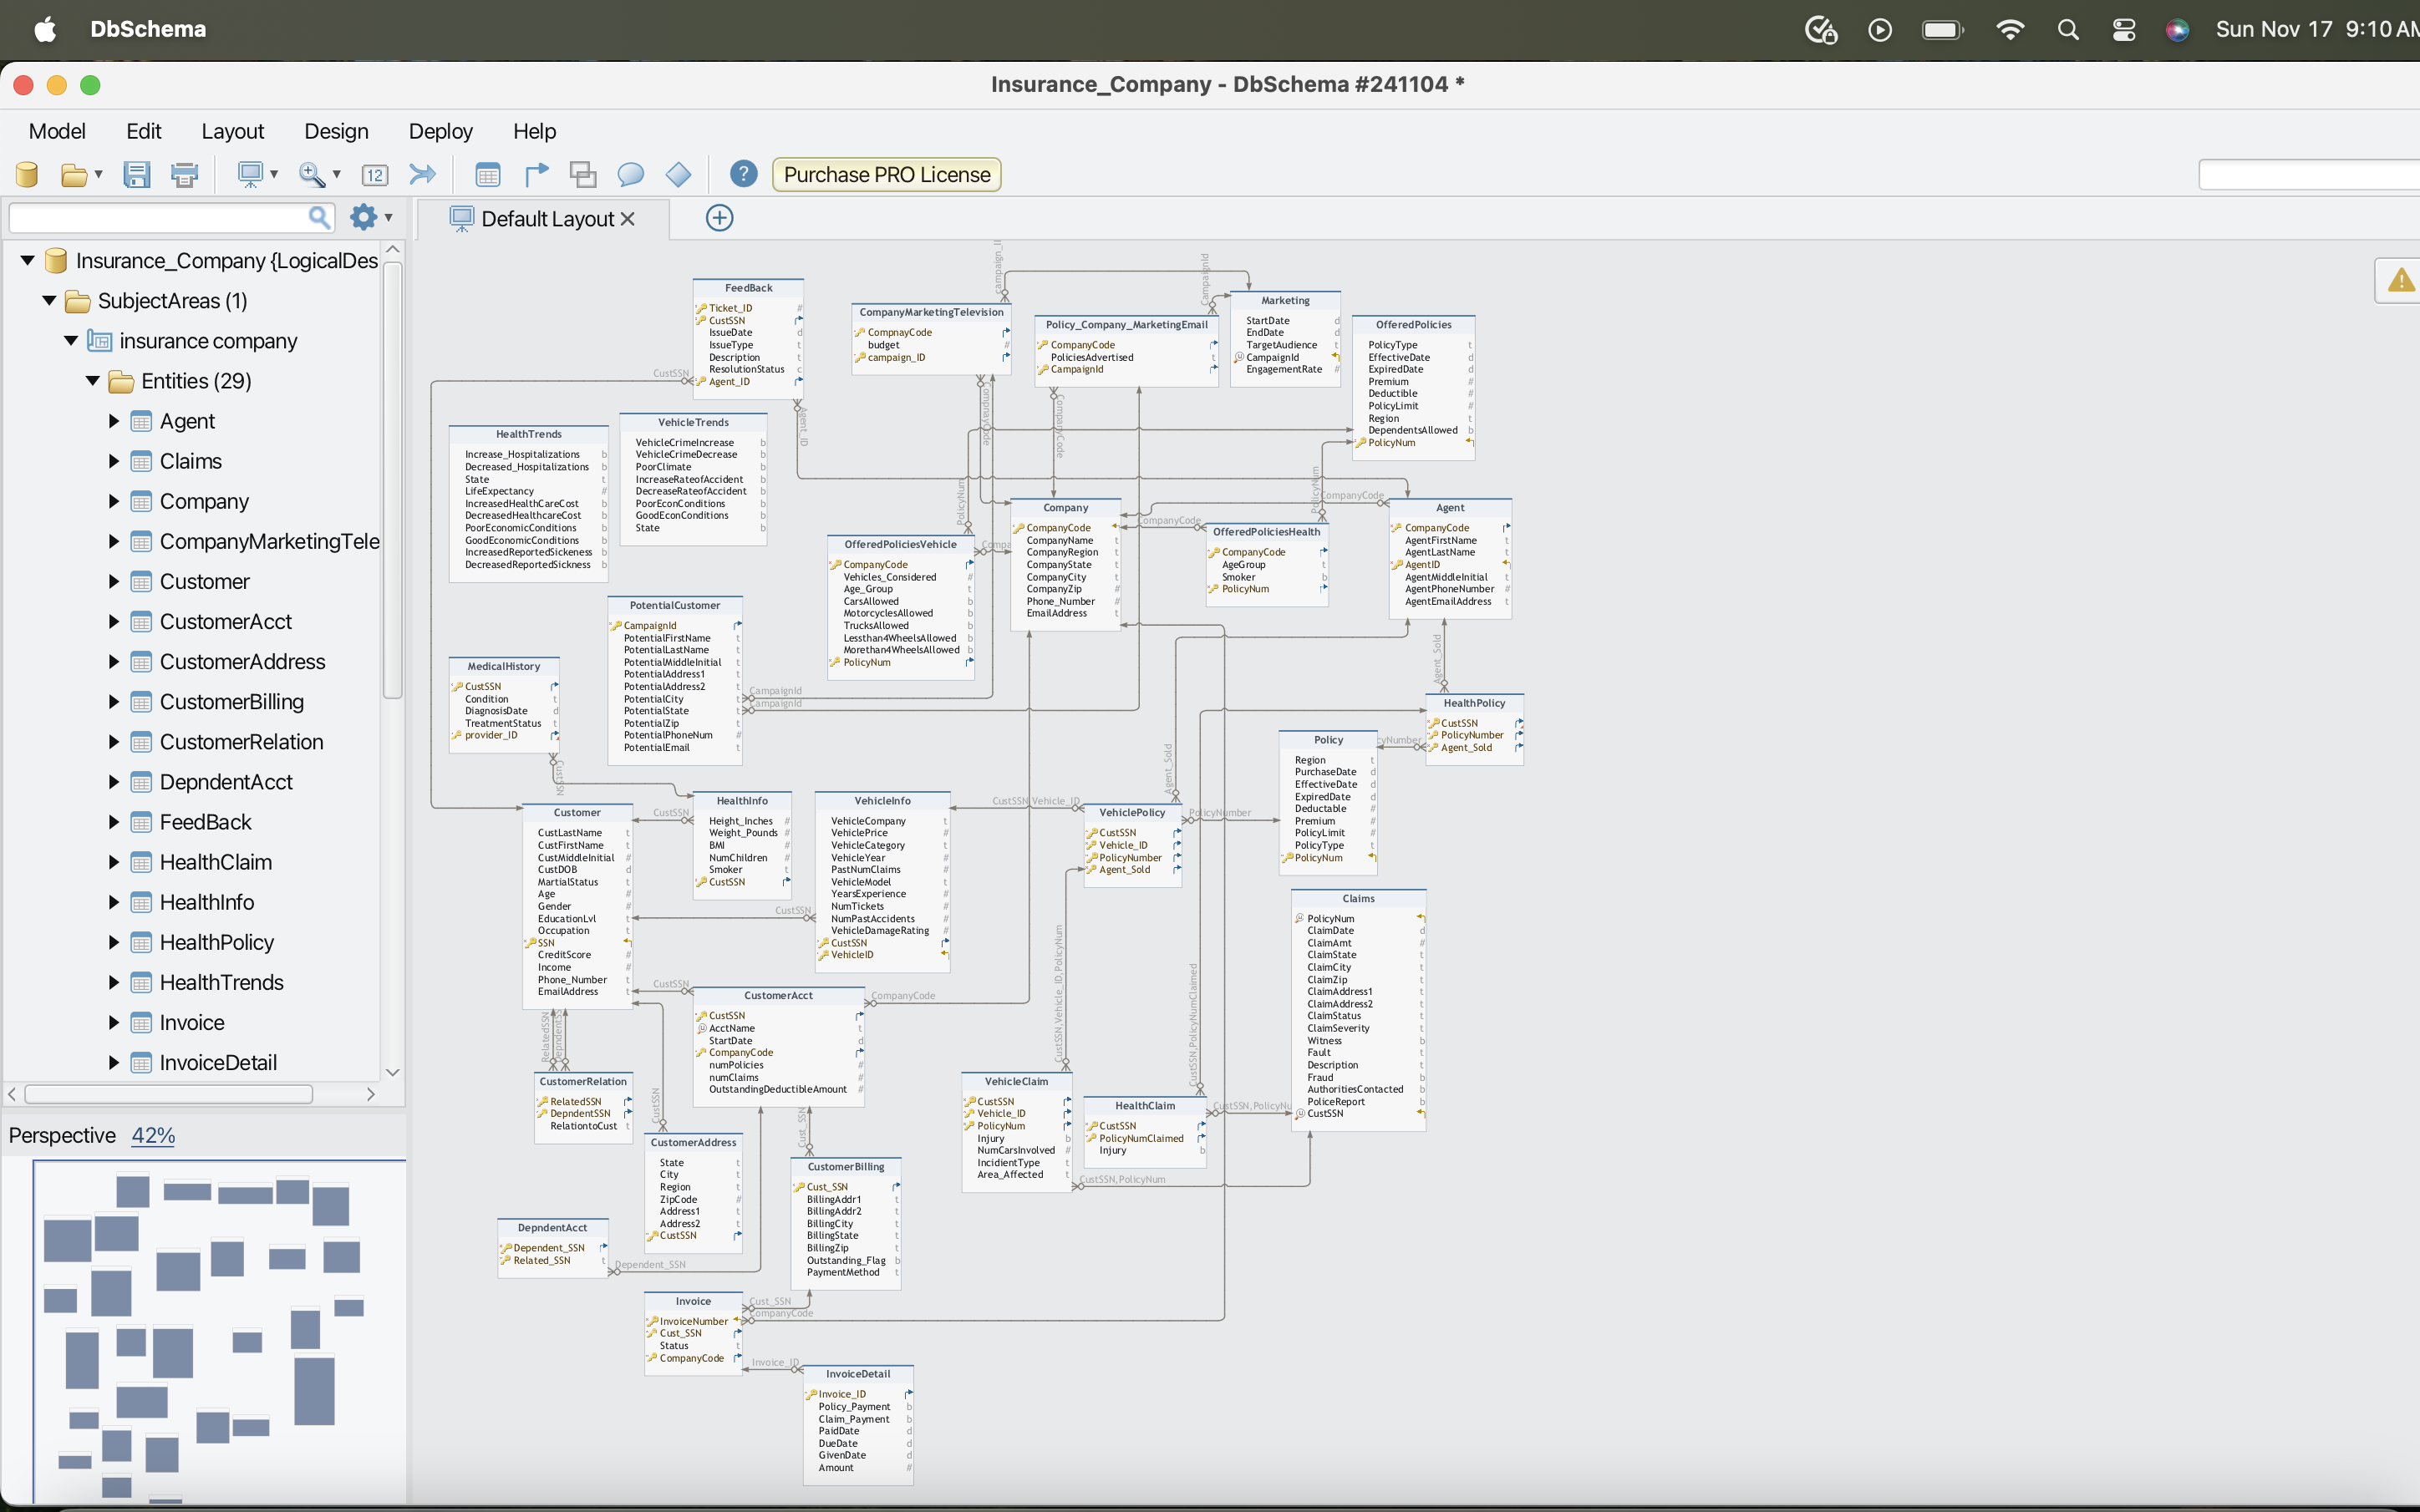 DbSchema
Sun Nov 17 9:10 AM
Insurance_Company - DbSchema #241104 *
Model Edit Layout Design Deploy Help
12
? Purchase PRO License
Default Layout
Insurance_Company {LogicalDes
SubjectAreas (1)
insurance company
Entities (29)
Agent
Claims
Company
CompanyMarketingTele
Customer
CustomerAcct
CustomerAddress
CustomerBilling
CustomerRelation
DepndentAcct
FeedBack
HealthClaim
HealthInfo
HealthPolicy
HealthTrends
Invoice
InvoiceDetail
Perspective 42%
FeedBack
Ticket_ID #
CustSSN
IssueDate d
IssueType t
Description t
ResolutionStatus c
Agent_ID
CustSSN
Agent_ID
CompanyMarketingTelevision
CompnayCode
budget #
campaign_ID
CompnayCode
Policy_Company_MarketingEmail
CompanyCode
PoliciesAdvertised t
CampaignId
CampaignId
CompanyCode
Marketing
StartDate d
EndDate d
TargetAudience t
CampaignId
EngagementRate #
OfferedPolicies
PolicyType t
EffectiveDate d
ExpiredDate d
Premium #
Deductible #
PolicyLimit #
Region t
DependentsAllowed b
PolicyNum
HealthTrends
Increase_Hospitalizations b
Decreased_Hospitalizations b
State t
LifeExpectancy #
IncreasedHealthCareCost b
DecreasedHealthcareCost b
PoorEconomicConditions b
GoodEconomicConditions b
IncreasedReportedSickeness b
DecreasedReportedSickness b
VehicleTrends
VehicleCrimeIncrease b
VehicleCrimeDecrease b
PoorClimate b
IncreaseRateofAccident b
DecreaseRateofAccident b
PoorEconConditions b
GoodEconConditions b
State b
OfferedPoliciesVehicle
CompanyCode
Vehicles_Considered #
Age_Group t
CarsAllowed b
MotorcyclesAllowed b
TrucksAllowed b
Lessthan4WheelsAllowed b
Morethan4WheelsAllowed b
PolicyNum
PolicyNum
Compa
Company
CompanyCode
CompanyName t
CompanyRegion t
CompanyState t
CompanyCity t
CompanyZip #
Phone_Number #
EmailAddress t
CompanyCode
OfferedPoliciesHealth
CompanyCode
AgeGroup t
Smoker b
PolicyNum
PolicyNum
CompanyCode
Agent
CompanyCode
AgentFirstName t
AgentLastName t
AgentID
AgentMiddleInitial t
AgentPhoneNumber #
AgentEmailAddress t
Agent_Sold
PotentialCustomer
CampaignId
PotentialFirstName t
PotentialLastName t
PotentialMiddleInitial t
PotentialAddress1 t
PotentialAddress2 t
PotentialCity t
PotentialState t
PotentialZip t
PotentialPhoneNum #
PotentialEmail t
CampaignId
CampaignId
MedicalHistory
CustSSN
Condition t
DiagnosisDate d
TreatmentStatus t
provider_ID
CustSSN
HealthPolicy
CustSSN
PolicyNumber
Agent_Sold
cyNumber
Policy
Region t
PurchaseDate d
EffectiveDate d
ExpiredDate d
Deductable #
Premium #
PolicyLimit #
PolicyType t
PolicyNum
Customer
CustLastName t
CustFirstName t
CustMiddleInitial #
CustDOB d
MartialStatus t
Age #
Gender #
EducationLvl t
Occupation t
SSN
CreditScore #
Income #
Phone_Number t
EmailAddress t
HealthInfo
Height_Inches #
Weight_Pounds #
BMI #
NumChildren #
Smoker t
CustSSN
CustSSN
VehicleInfo
VehicleCompany t
VehiclePrice #
VehicleCategory t
VehicleYear #
PastNumClaims #
VehicleModel t
YearsExperience #
NumTickets #
NumPastAccidents #
VehicleDamageRating #
CustSSN
VehicleID
CustSSN
CustSSN,Vehicle_ID
VehiclePolicy
CustSSN
Vehicle_ID
PolicyNumber
Agent_Sold
Agent_Sold
PolicyNumber
Claims
PolicyNum
ClaimDate d
ClaimAmt #
ClaimState t
ClaimCity t
ClaimZip t
ClaimAddress1 t
ClaimAddress2 t
ClaimStatus t
ClaimSeverity t
Witness b
Fault t
Description t
Fraud b
AuthoritiesContacted b
PoliceReport b
CustSSN
CustomerAcct
CustSSN
AcctName t
StartDate d
CompanyCode
numPolicies #
numClaims #
OutstandingDeductibleAmount #
CustSSN
CompanyCode
CustomerRelation
RelatedSSN
DepndentSSN
RelationtoCust t
RelatedSSN
DepndentSSN
CustomerAddress
State t
City t
Region t
ZipCode #
Address1 t
Address2 t
CustSSN
CustSSN
CustomerBilling
Cust_SSN
BillingAddr1 t
BillingAddr2 t
BillingCity t
BillingState t
BillingZip t
Outstanding_Flag b
PaymentMethod t
Cust_SSN
VehicleClaim
CustSSN
Vehicle_ID
PolicyNum
Injury b
NumCarsInvolved #
IncidientType t
Area_Affected t
CustSSN,Vehicle_ID,PolicyNum
CustSSN,PolicyNum
HealthClaim
CustSSN
PolicyNumClaimed
Injury b
CustSSN,PolicyNumClaimed
CustSSN,PolicyNu
DepndentAcct
Dependent_SSN
Related_SSN t
Dependent_SSN
Invoice
InvoiceNumber
Cust_SSN
Status t
CompanyCode
Cust_SSN
CompanyCode
InvoiceDetail
Invoice_ID
Policy_Payment b
Claim_Payment b
PaidDate d
DueDate d
GivenDate d
Amount #
Invoice_ID